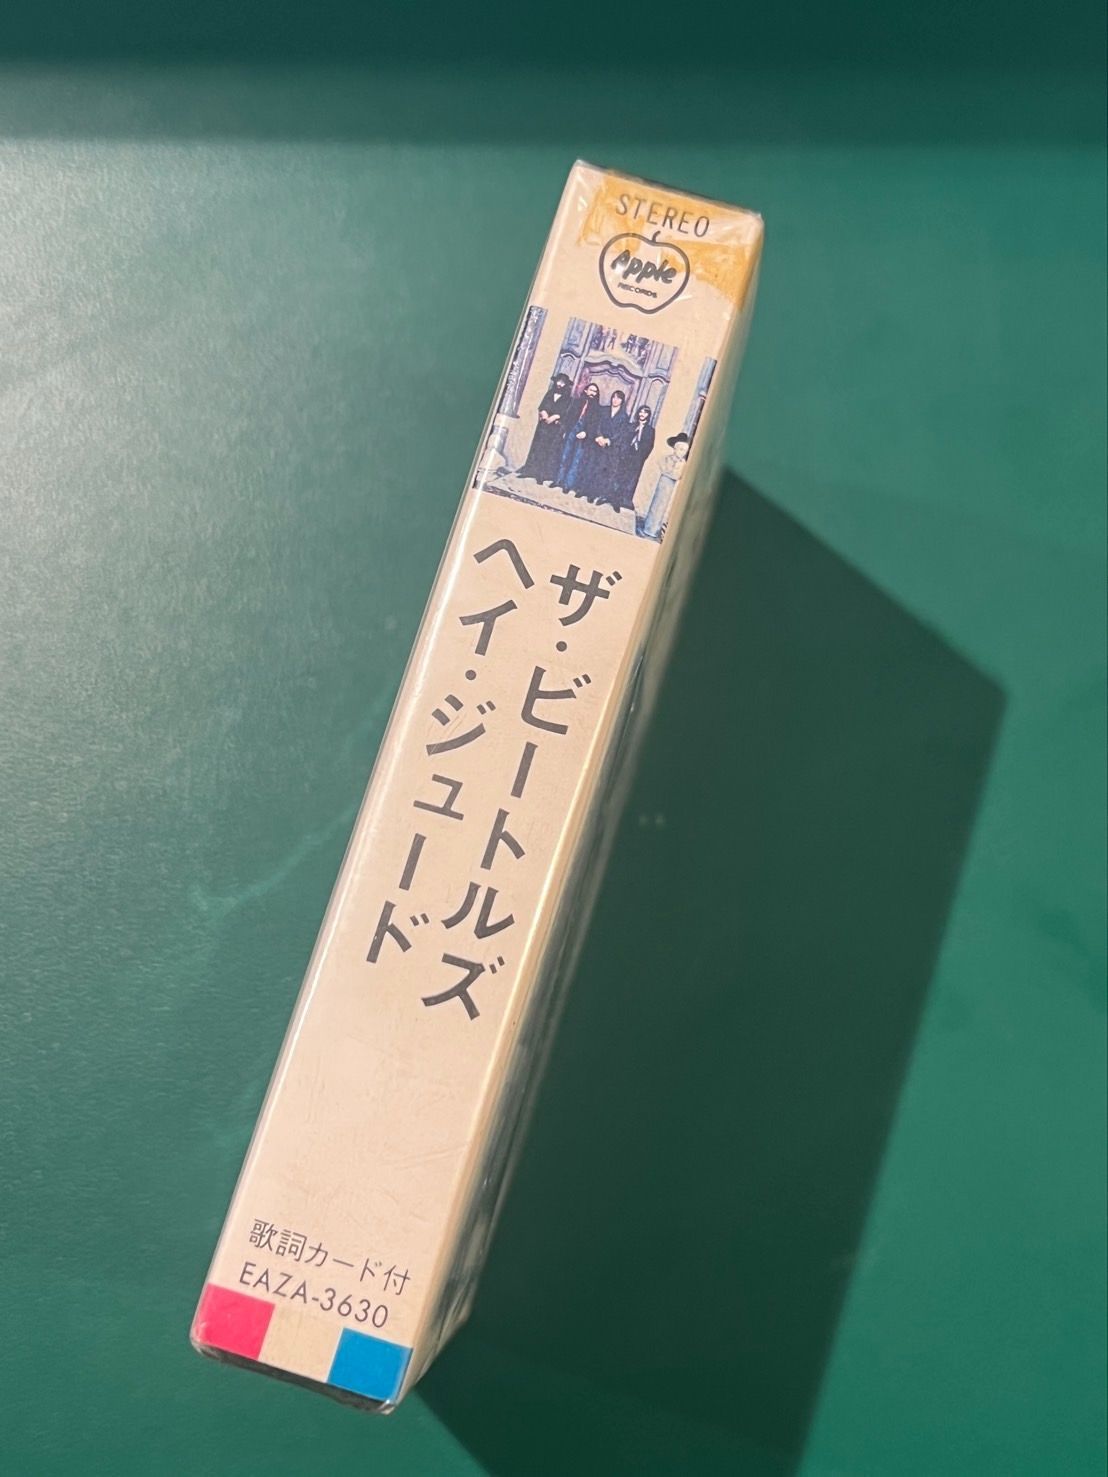 STEREO
Apple
RECORDS
ザ・ビートルズ
ヘイ・ジュード
歌詞カード付
EAZA-3630